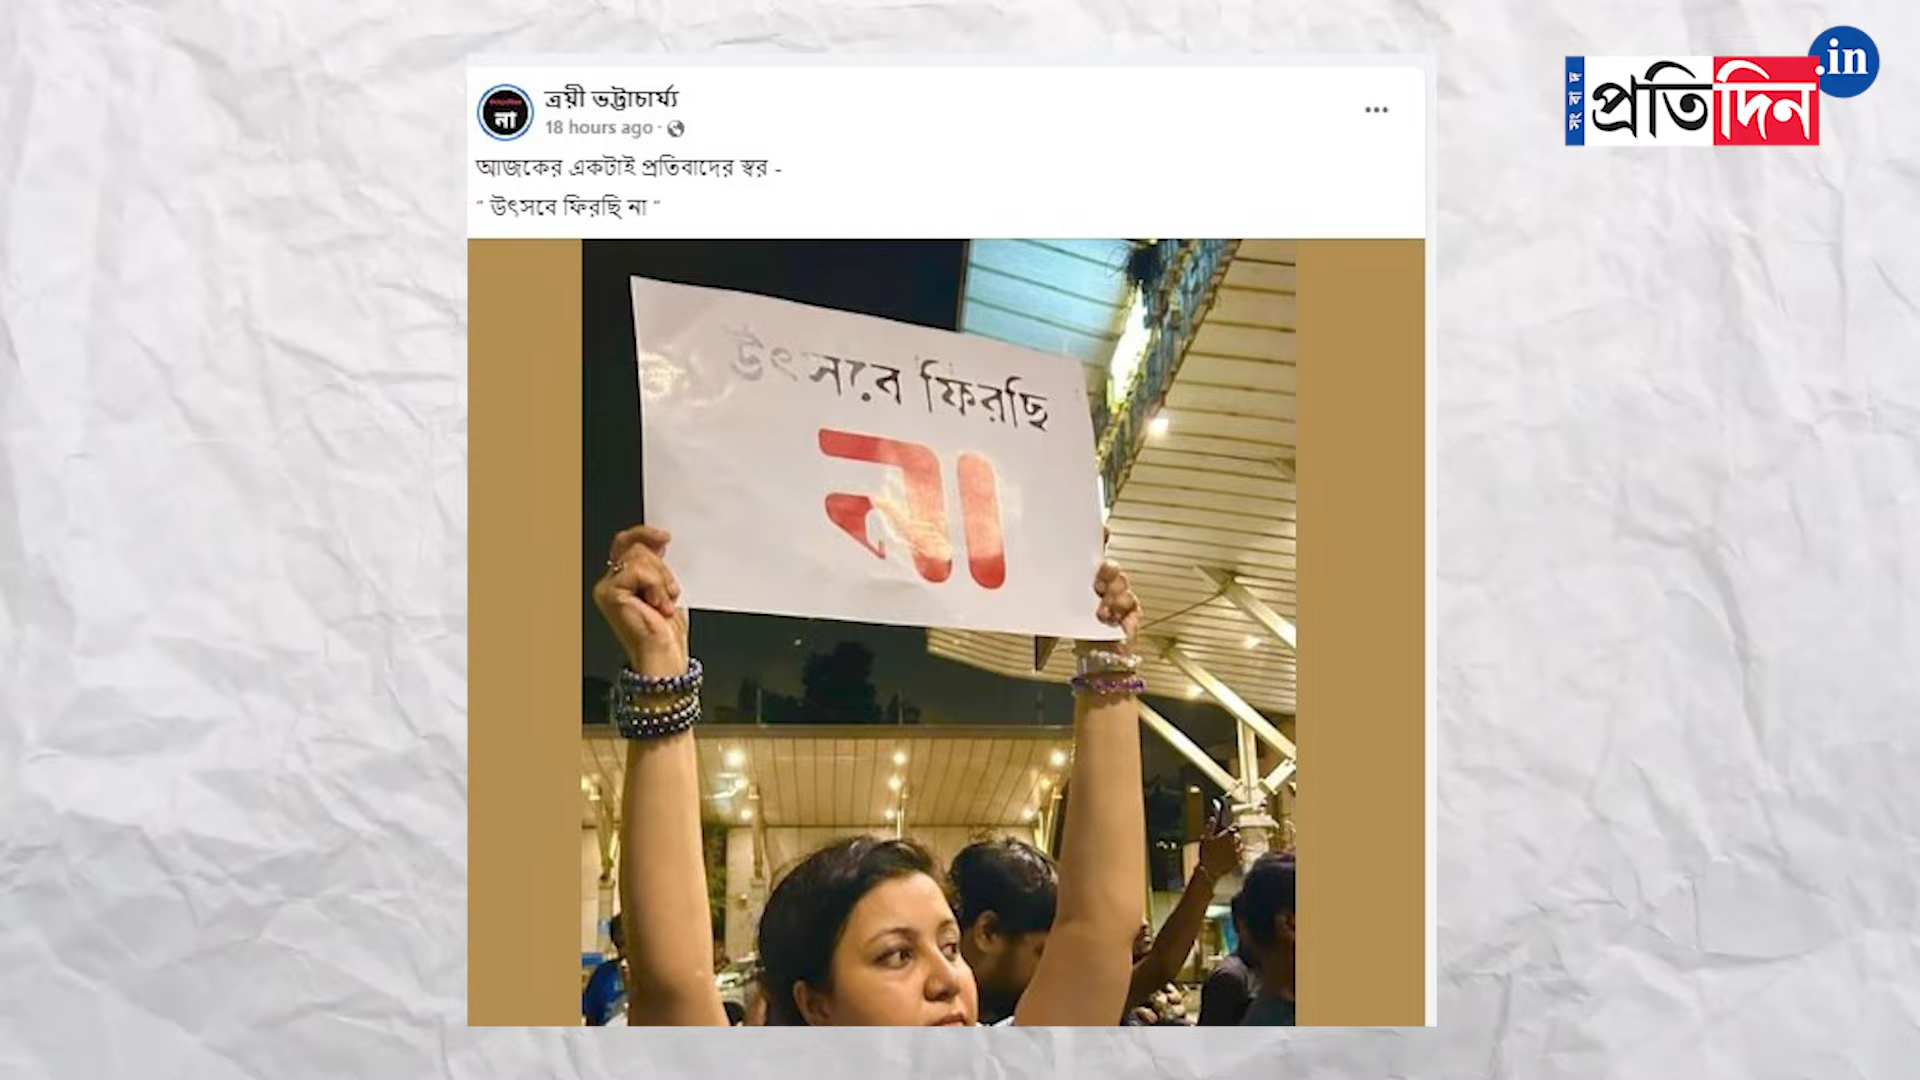 ত্রয়ী ভট্টাচার্য্য
18 hours ago
আজকের একটাই প্রতিবাদের স্বর -
" উৎসবে ফিরছি না "
উৎসবে ফিরছি
না
না
সংবাদ প্রতিদিন .in